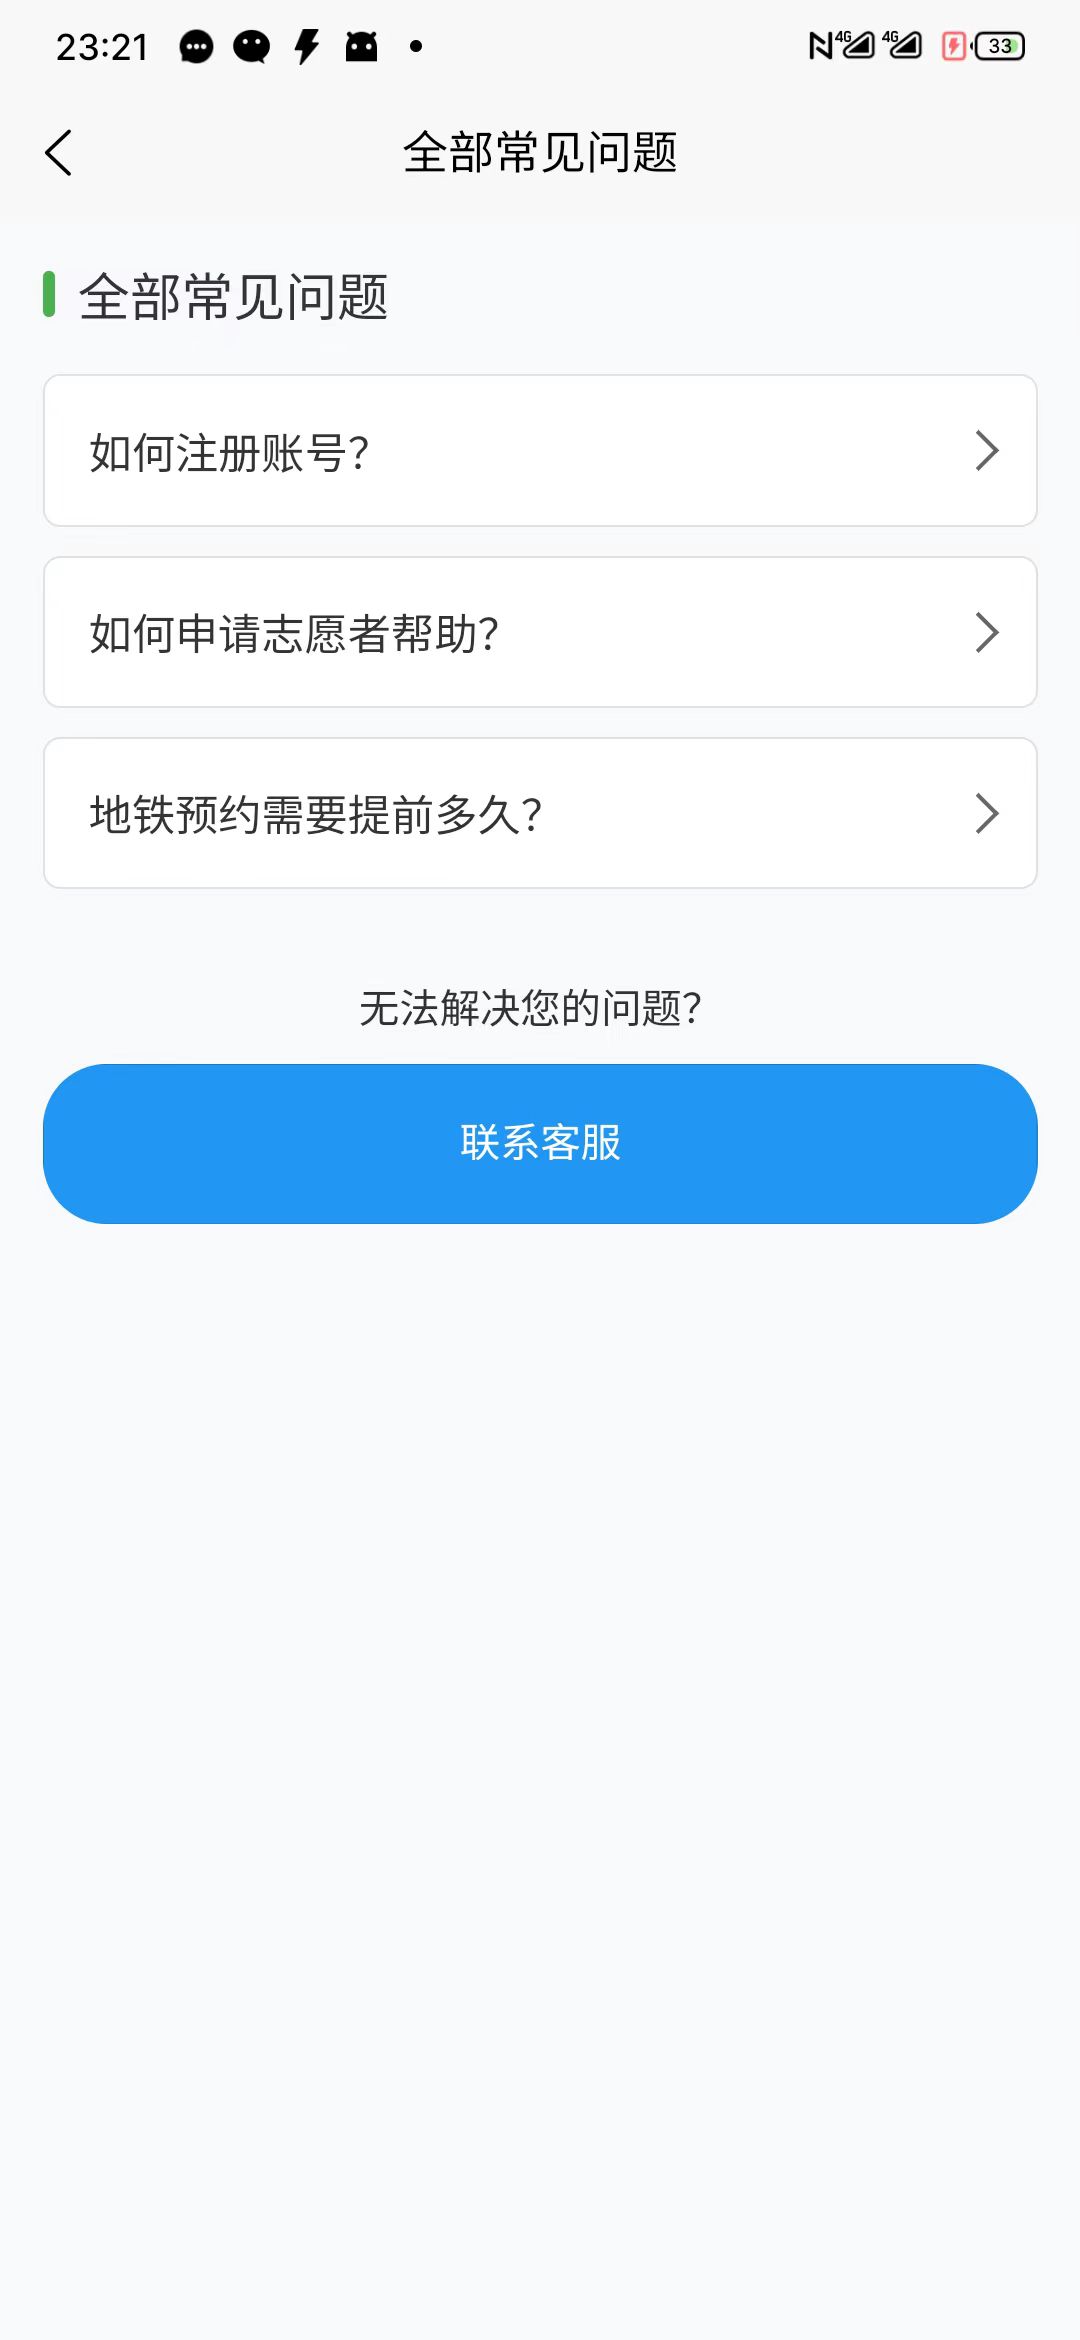 23:21
4G 4G 33
全部常见问题
全部常见问题
如何注册账号?
如何申请志愿者帮助?
地铁预约需要提前多久?
无法解决您的问题?
联系客服